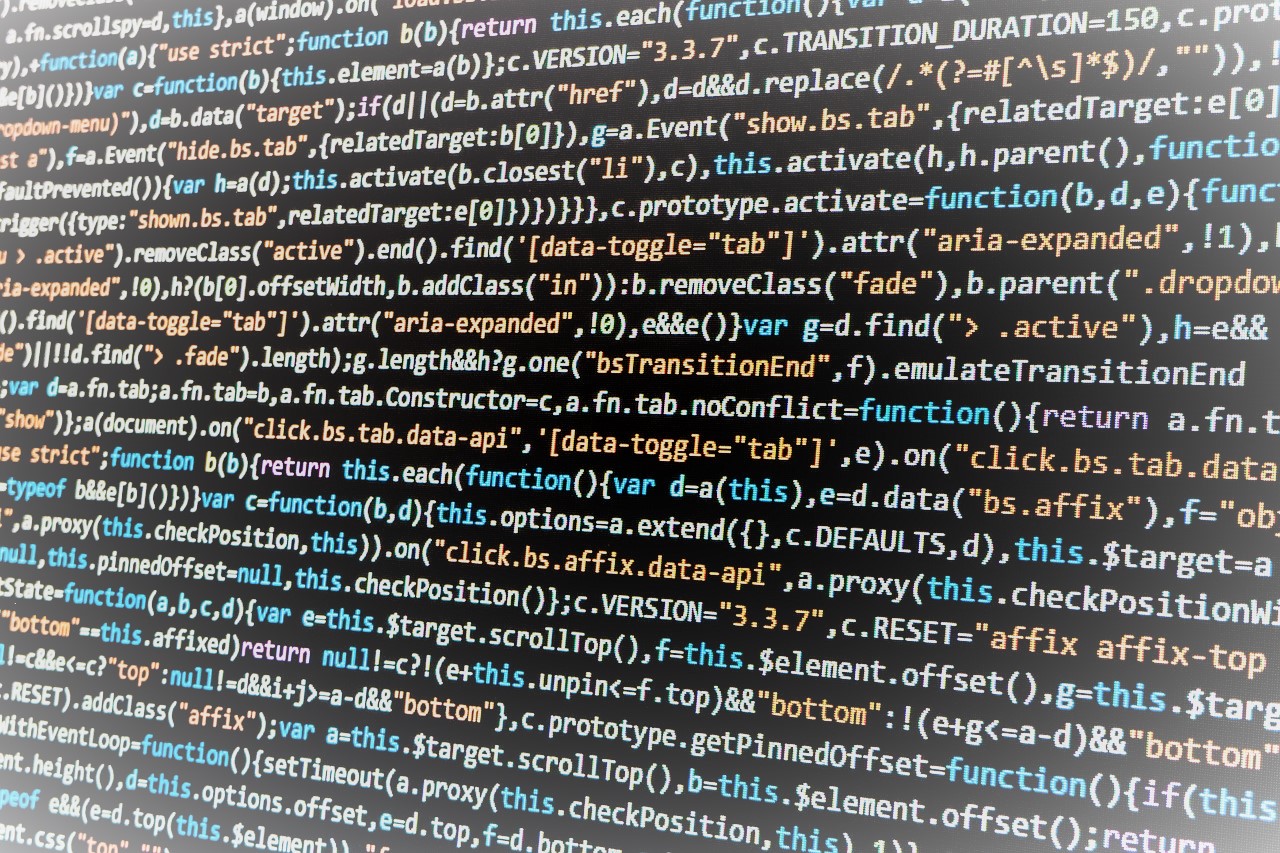 a.fn.scrollspy=d,this},a(window).on("load.bs
+function(a){"use strict";function b(b){return this.each(function(){var
&e[b]()})}var c=function(b){this.element=a(b)};c.VERSION="3.3.7",c.TRANSITION_DURATION=150,c.prot
ropdown-menu)"),d=b.data("target");if(d||(d=b.attr("href"),d=d&&d.replace(/.*(?=#[^\s]*$)/,"")),!
st a"),f=a.Event("hide.bs.tab",{relatedTarget:b[0]}),g=a.Event("show.bs.tab",{relatedTarget:e[0]
faultPrevented()){var h=a(d);this.activate(b.closest("li"),c),this.activate(h,h.parent(),functio
rigger({type:"shown.bs.tab",relatedTarget:e[0]})})}}},c.prototype.activate=function(b,d,e){func
u > .active").removeClass("active").end().find('[data-toggle="tab"]').attr("aria-expanded",!1),
ria-expanded",!0),h?(b[0].offsetWidth,b.addClass("in")):b.removeClass("fade"),b.parent(".dropdow
().find('[data-toggle="tab"]').attr("aria-expanded",!0),e&&e()}var g=d.find("> .active"),h=e&&
de")||!!d.find("> .fade").length);g.length&&h?g.one("bsTransitionEnd",f).emulateTransitionEnd
;var d=a.fn.tab;a.fn.tab=b,a.fn.tab.Constructor=c,a.fn.tab.noConflict=function(){return a.fn.t
"show")};a(document).on("click.bs.tab.data-api",'[data-toggle="tab"]',e).on("click.bs.tab.data
use strict";function b(b){return this.each(function(){var d=a(this),e=d.data("bs.affix"),f="ob
=typeof b&&e[b]()})}var c=function(b,d){this.options=a.extend({},c.DEFAULTS,d),this.$target=a
",a.proxy(this.checkPosition,this)).on("click.bs.affix.data-api",a.proxy(this.checkPositionWi
null,this.pinnedOffset=null,this.checkPosition()};c.VERSION="3.3.7",c.RESET="affix affix-top
tState=function(a,b,c,d){var e=this.$target.scrollTop(),f=this.$element.offset(),g=this.$targ
"bottom"==this.affixed)return null!=c?!(e+this.unpin<=f.top)&&"bottom":!(e+g<=a-d)&&"bottom"
l!=c&&e<=c?"top":null!=d&&i+j>=a-d&&"bottom"},c.prototype.getPinnedOffset=function(){if(this
.RESET).addClass("affix");var a=this.$target.scrollTop(),b=this.$element.offset();return
WithEventLoop=function(){setTimeout(a.proxy(this.checkPosition,this),1)}
ent.height(),d=this.options.offset,e=d.top,f=d.bottom
peof e&&(e=d.top(this.$element)),"f
ent.css("top","")